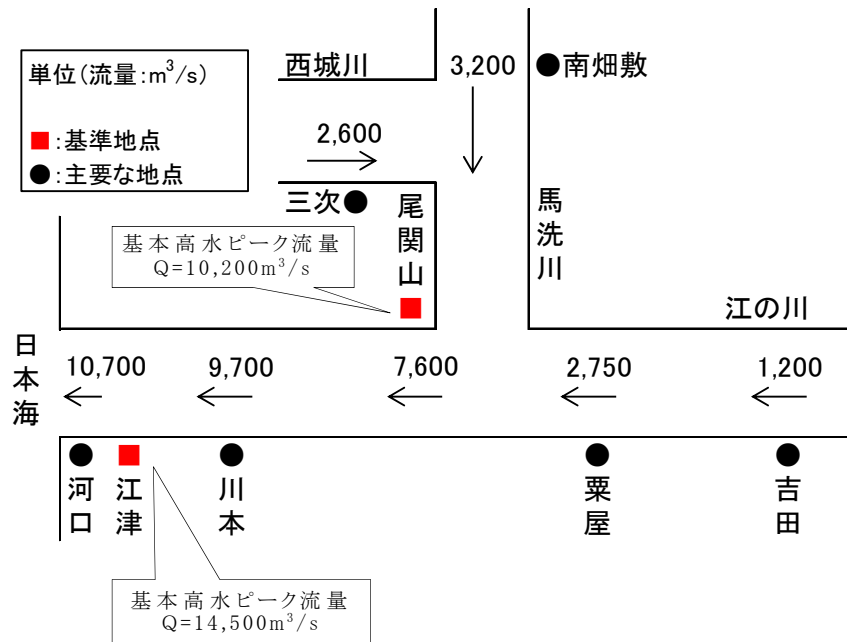 単位(流量:m³/s)
■:基準地点
●:主要な地点
西城川
3,200
●南畑敷
2,600
三次●
尾関山
馬洗川
基本高水ピーク流量
Q=10,200m³/s
江の川
日本海
10,700
9,700
7,600
2,750
1,200
河口
江津
川本
粟屋
吉田
基本高水ピーク流量
Q=14,500m³/s